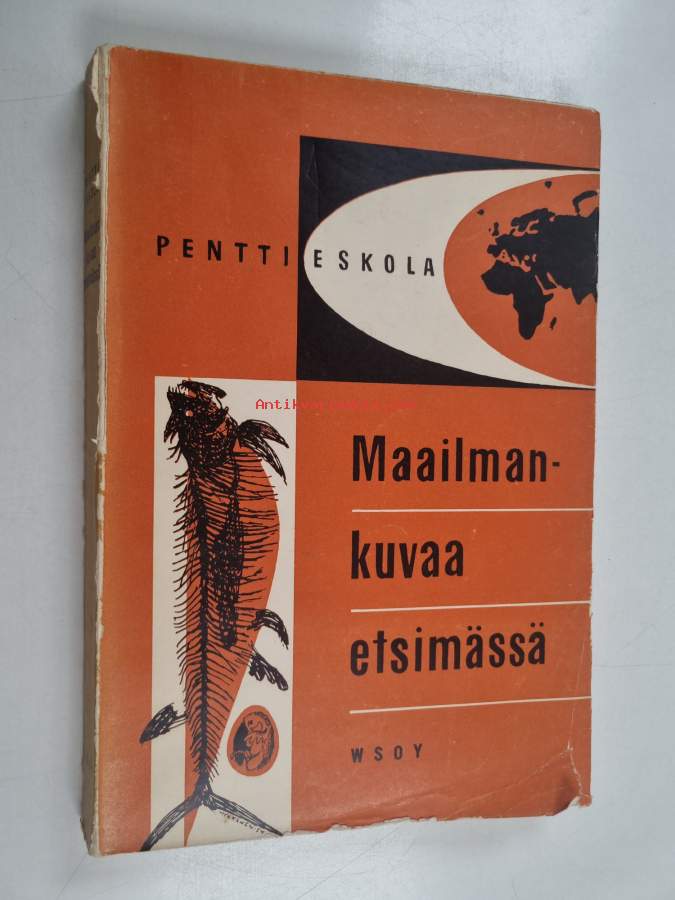 PENTTI ESKOLA
Maailman-
kuvaa
etsimässä
WSOY